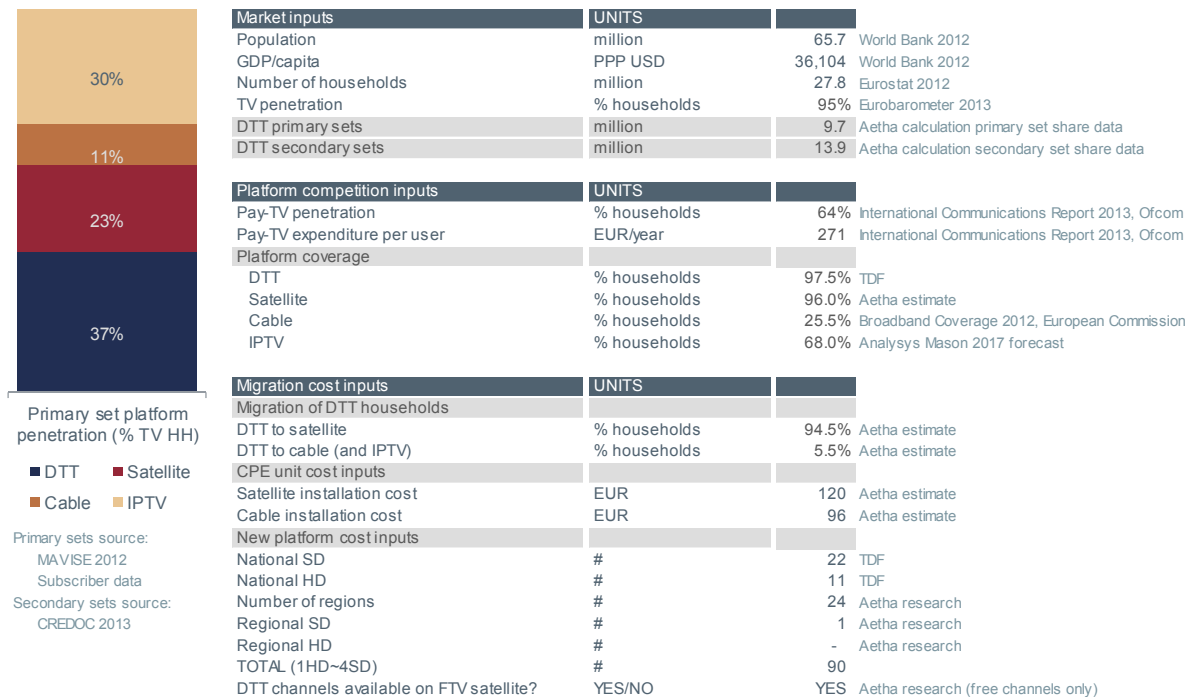 30%
11%
23%
37%
Primary set platform
penetration (% TV HH)
DTT Satellite
Cable IPTV
Primary sets source:
MAVISE 2012
Subscriber data
Secondary sets source:
CREDOC 2013
Market inputs UNITS
Population million 65.7 World Bank 2012
GDP/capita PPP USD 36,104 World Bank 2012
Number of households million 27.8 Eurostat 2012
TV penetration % households 95% Eurobarometer 2013
DTT primary sets million 9.7 Aetha calculation primary set share data
DTT secondary sets million 13.9 Aetha calculation secondary set share data
Platform competition inputs UNITS
Pay-TV penetration % households 64% International Communications Report 2013, Ofcom
Pay-TV expenditure per user EUR/year 271 International Communications Report 2013, Ofcom
Platform coverage
DTT % households 97.5% TDF
Satellite % households 96.0% Aetha estimate
Cable % households 25.5% Broadband Coverage 2012, European Commission
IPTV % households 68.0% Analysys Mason 2017 forecast
Migration cost inputs UNITS
Migration of DTT households
DTT to satellite % households 94.5% Aetha estimate
DTT to cable (and IPTV) % households 5.5% Aetha estimate
CPE unit cost inputs
Satellite installation cost EUR 120 Aetha estimate
Cable installation cost EUR 96 Aetha estimate
New platform cost inputs
National SD # 22 TDF
National HD # 11 TDF
Number of regions # 24 Aetha research
Regional SD # 1 Aetha research
Regional HD # - Aetha research
TOTAL (1HD~4SD) # 90
DTT channels available on FTV satellite? YES/NO YES Aetha research (free channels only)